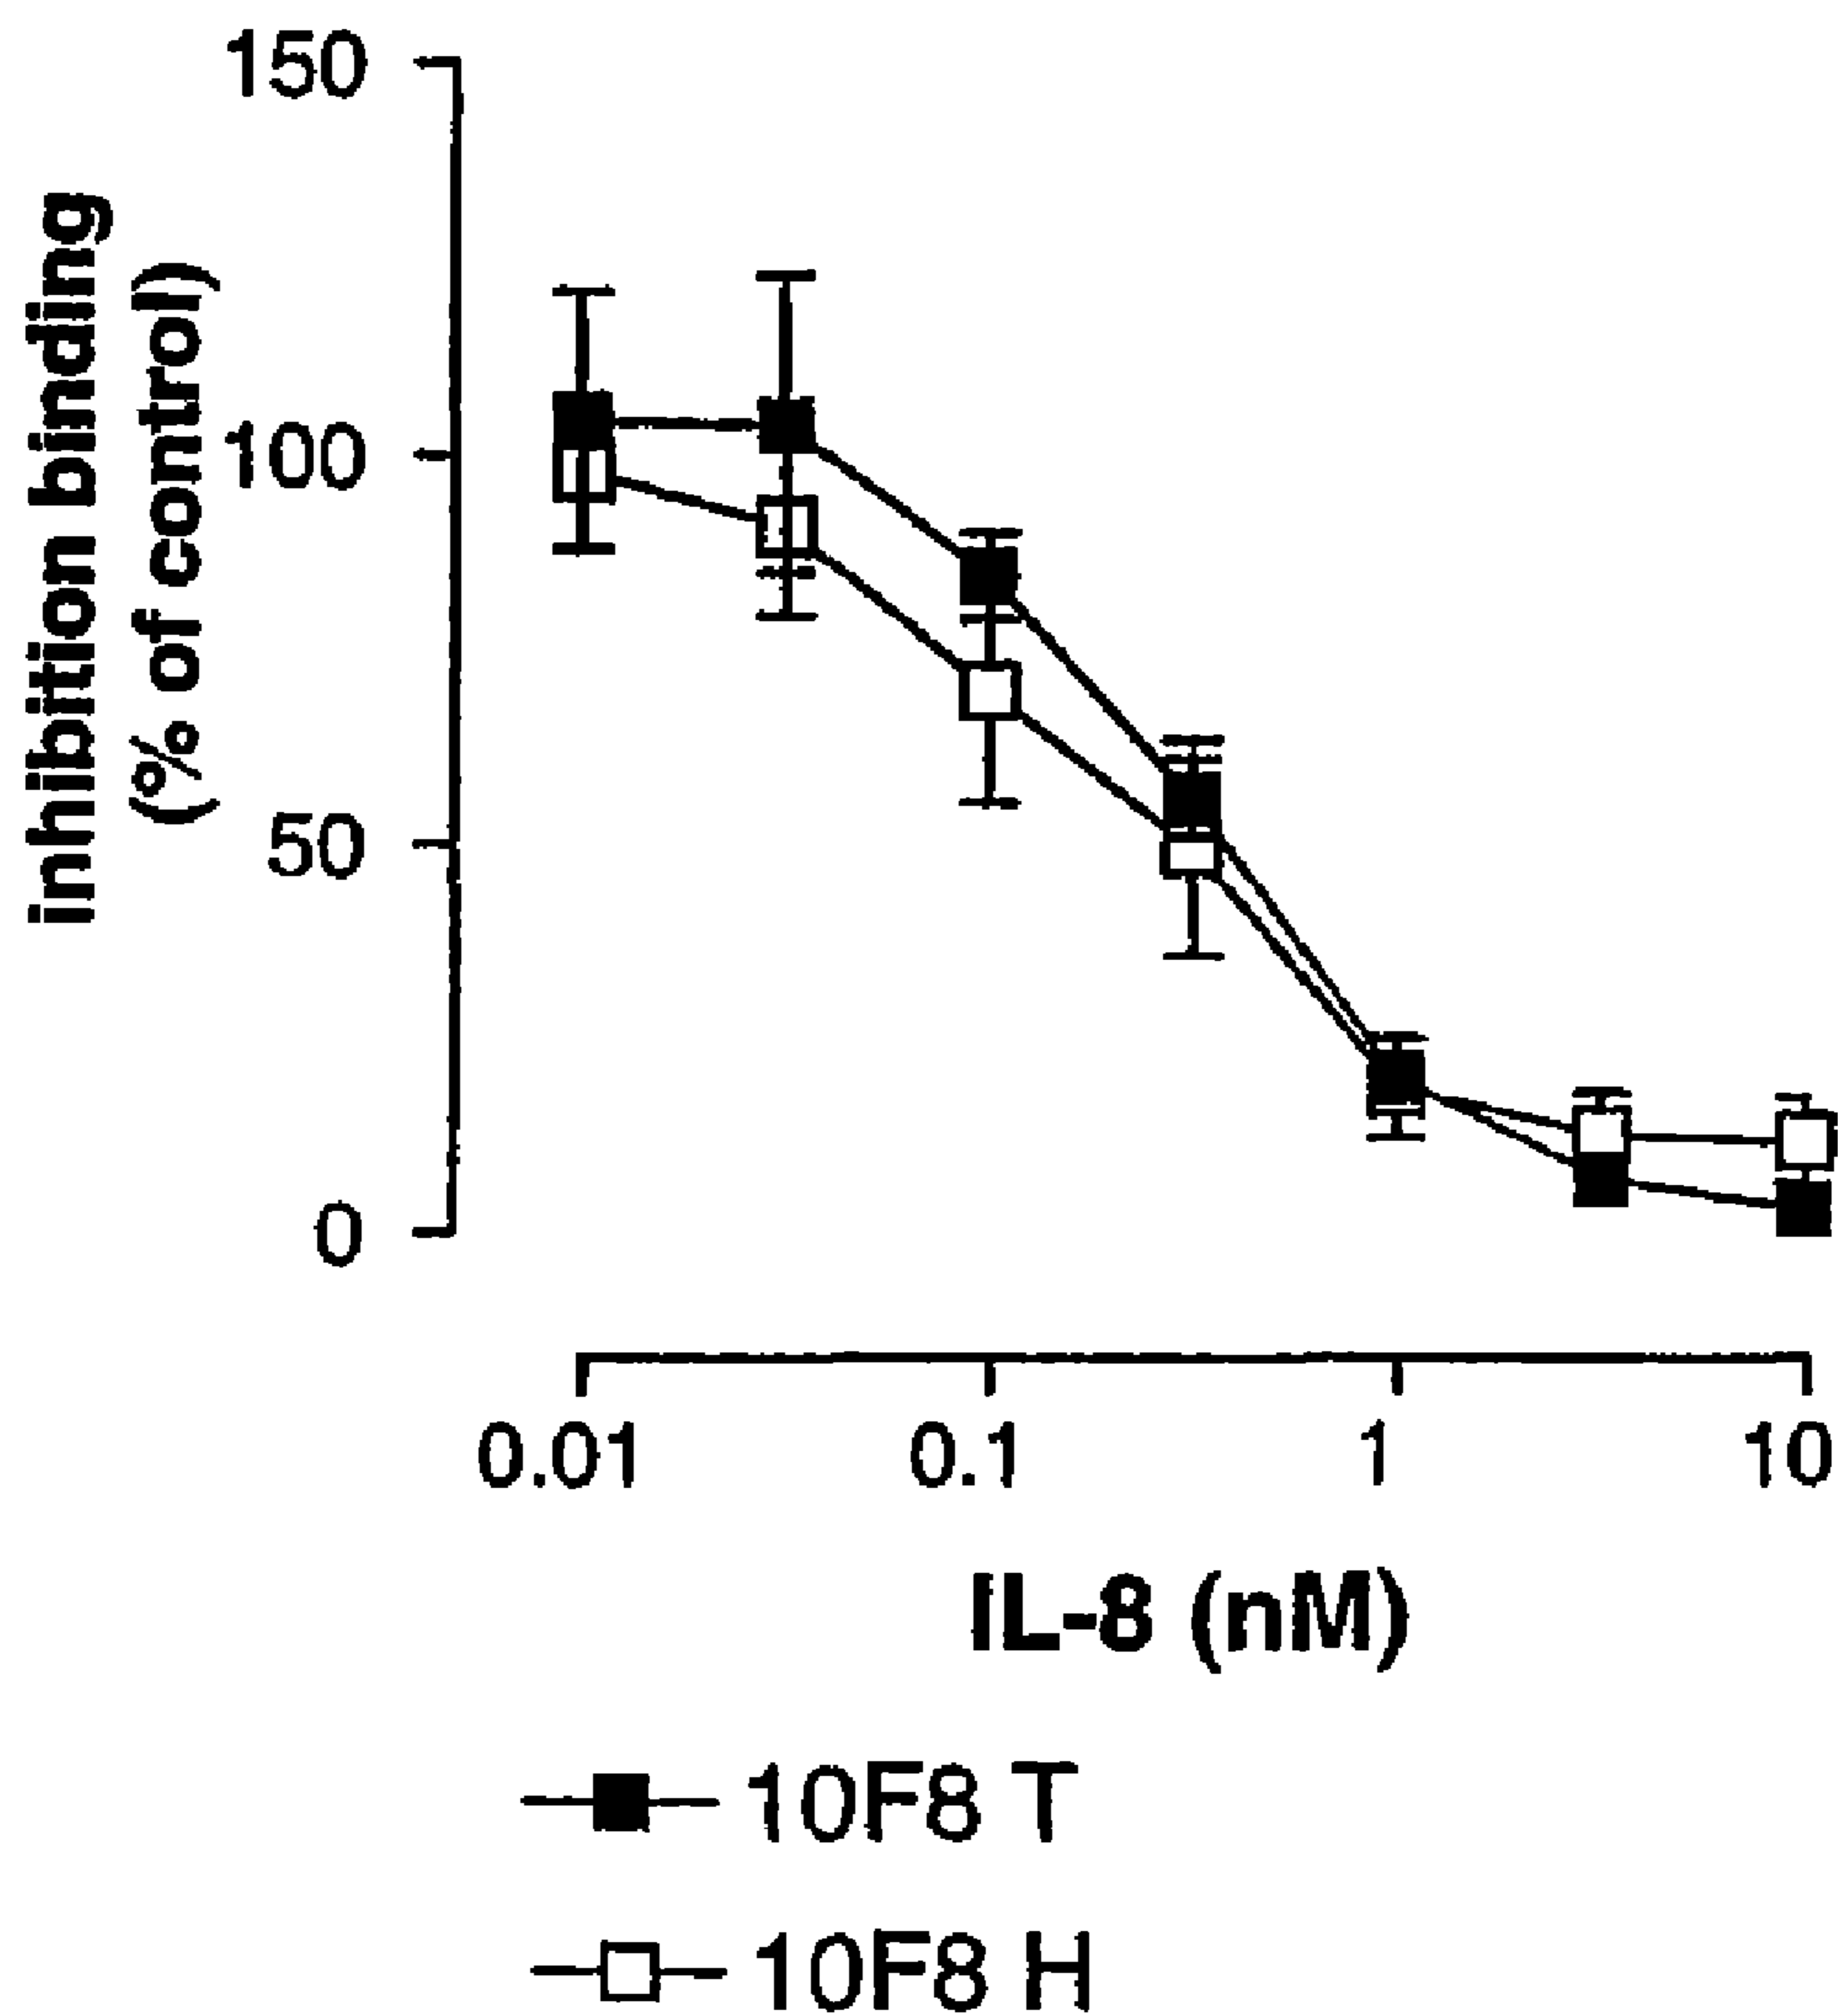 inhibition binding
(% of control)
150
100
50
0
0.01 0.1 1 10
IL-8 (nM)
10F8 T
10F8 H